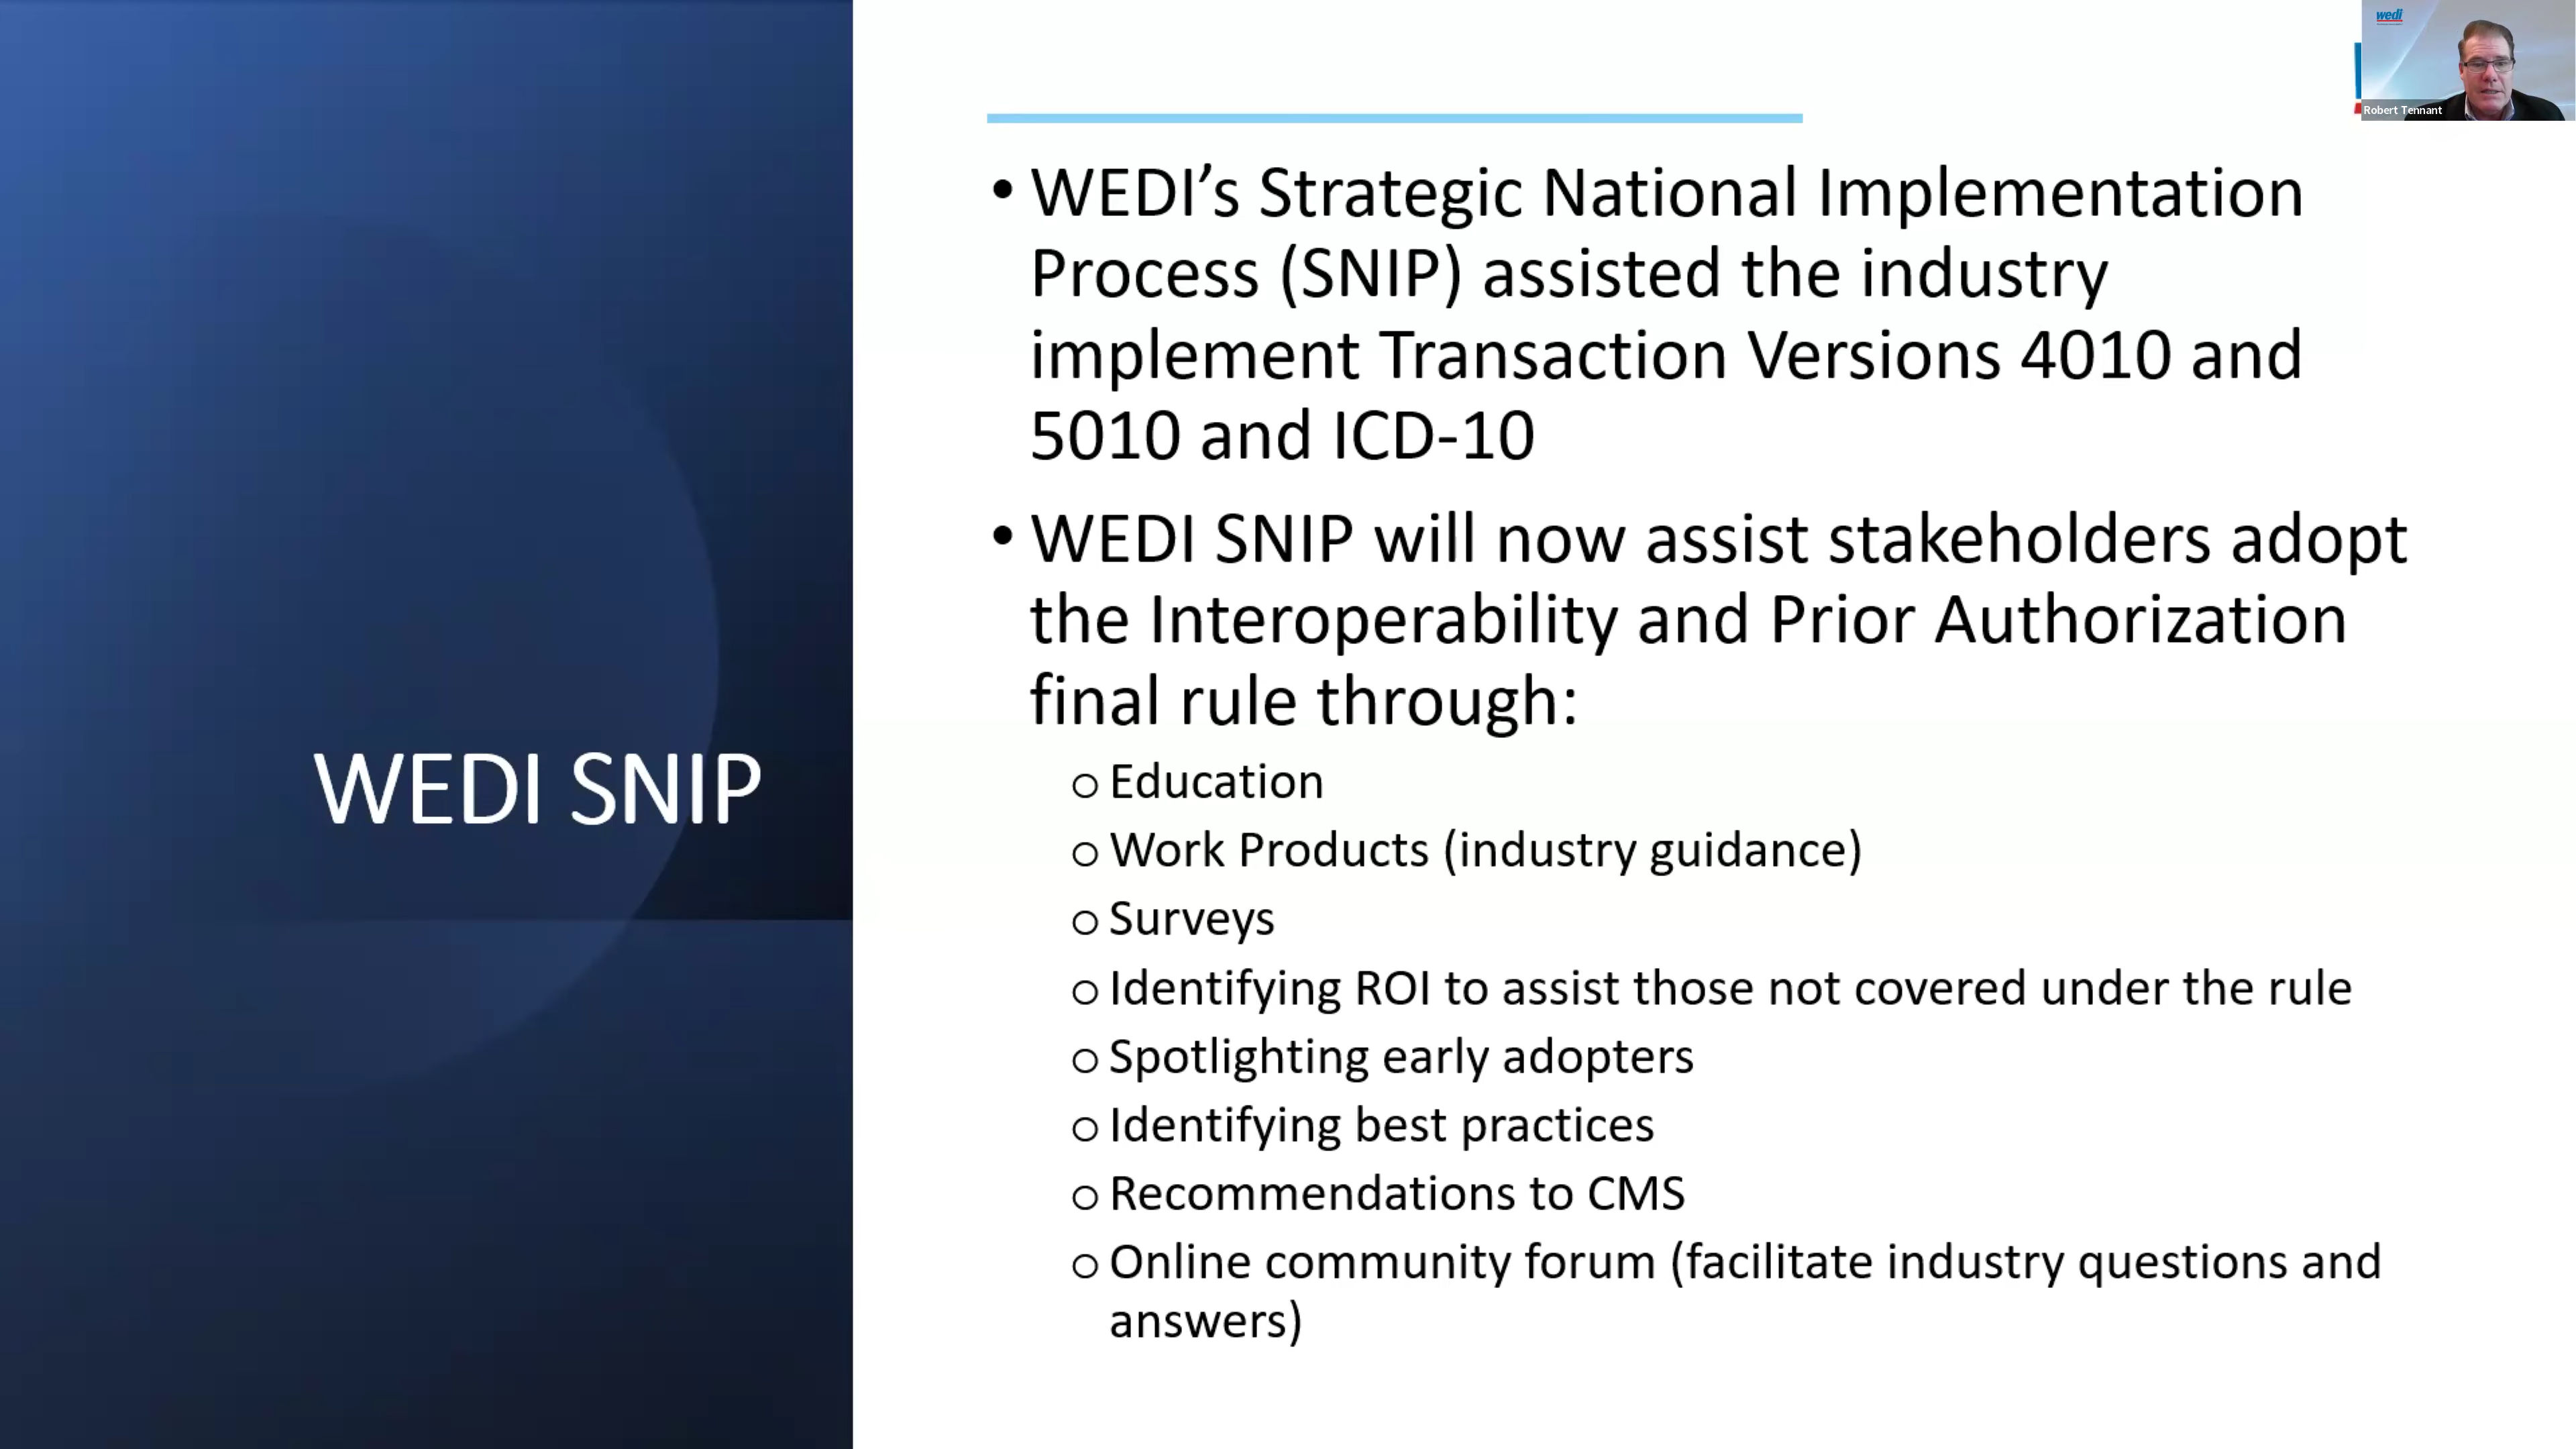 WEDI SNIP
• WEDI’s Strategic National Implementation
Process (SNIP) assisted the industry
implement Transaction Versions 4010 and
5010 and ICD-10
• WEDI SNIP will now assist stakeholders adopt
the Interoperability and Prior Authorization
final rule through:
o Education
o Work Products (industry guidance)
o Surveys
o Identifying ROI to assist those not covered under the rule
o Spotlighting early adopters
o Identifying best practices
o Recommendations to CMS
o Online community forum (facilitate industry questions and
answers)
wedi
Robert Tennant